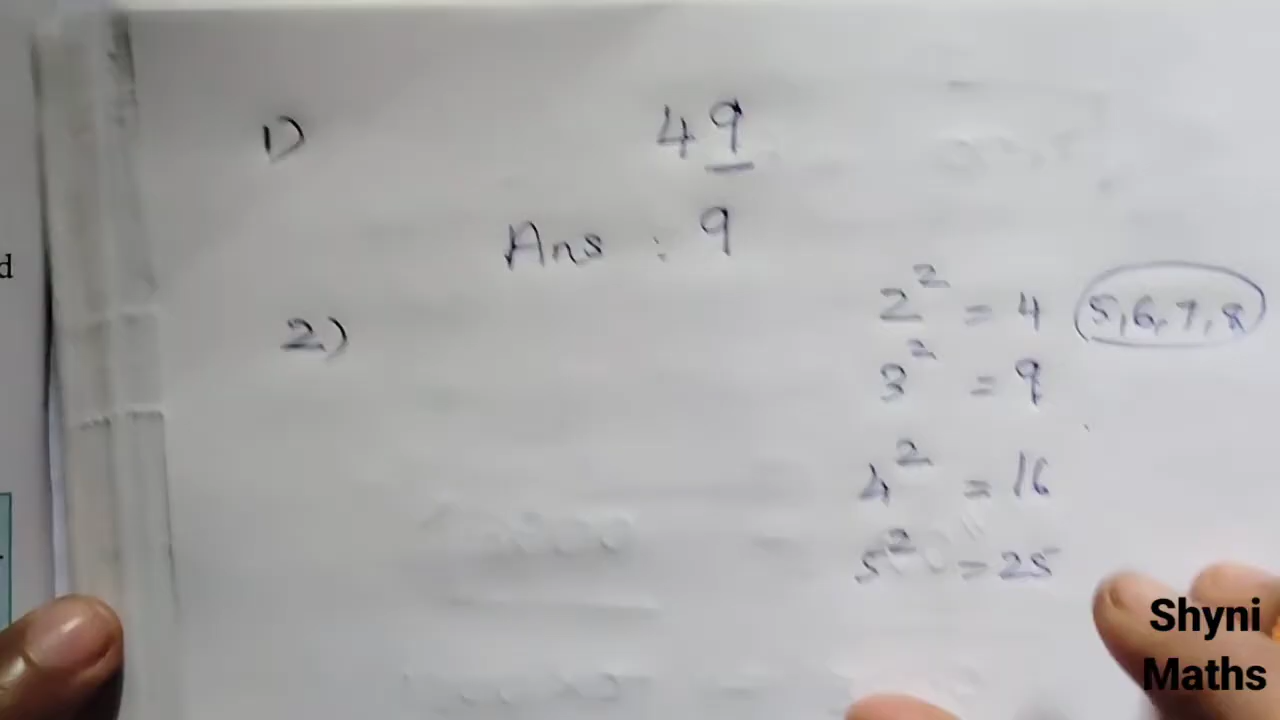 d
1) 49
Ans : 9
2)
2² = 4 (5,6,7,8)
3² = 9
4² = 16
5² = 25
Shyni
Maths